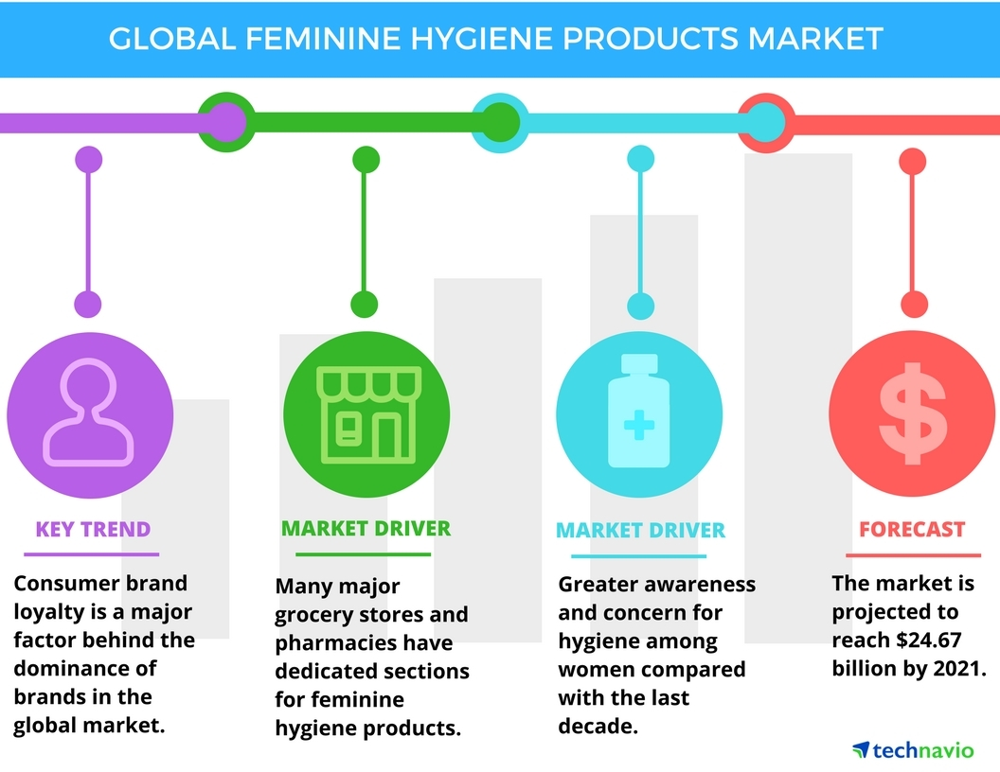 GLOBAL FEMININE HYGIENE PRODUCTS MARKET
KEY TREND
Consumer brand
loyalty is a major
factor behind the
dominance of
brands in the
global market.
MARKET DRIVER
Many major
grocery stores and
pharmacies have
dedicated sections
for feminine
hygiene products.
MARKET DRIVER
Greater awareness
and concern for
hygiene among
women compared
with the last
decade.
FORECAST
The market is
projected to
reach $24.67
billion by 2021.
technavio